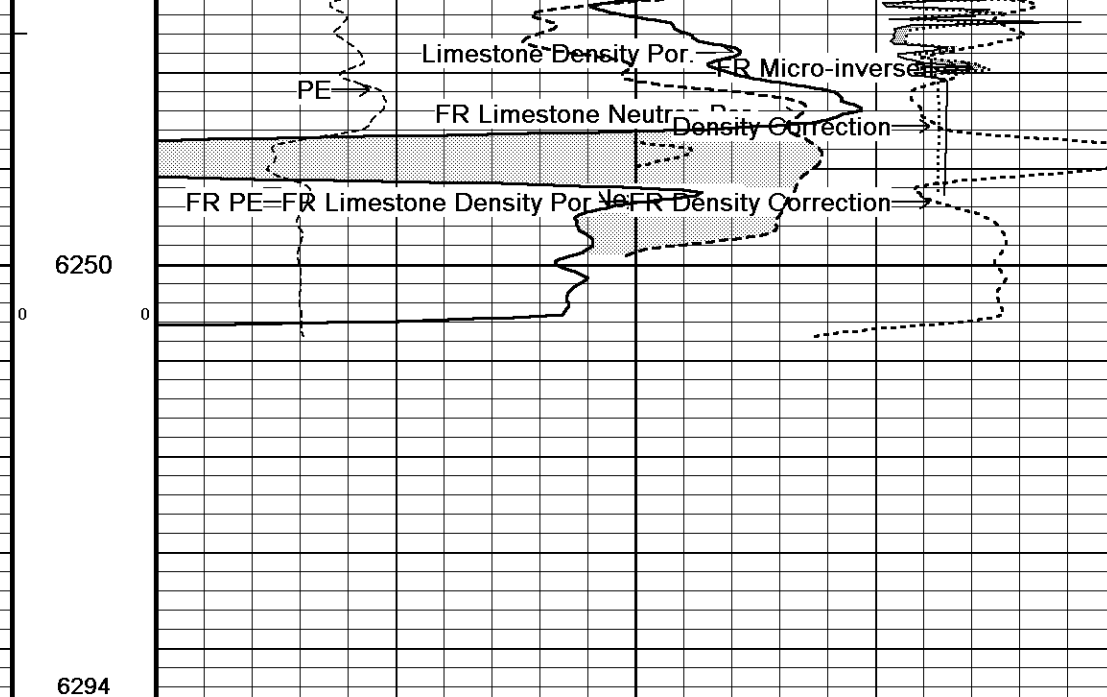 Limestone Density Por.
FR Micro-inverse
PE
FR Limestone Neutr
Density Correction
FR PE
FR Limestone Density Por
FR Density Correction
6250
0
0
6294